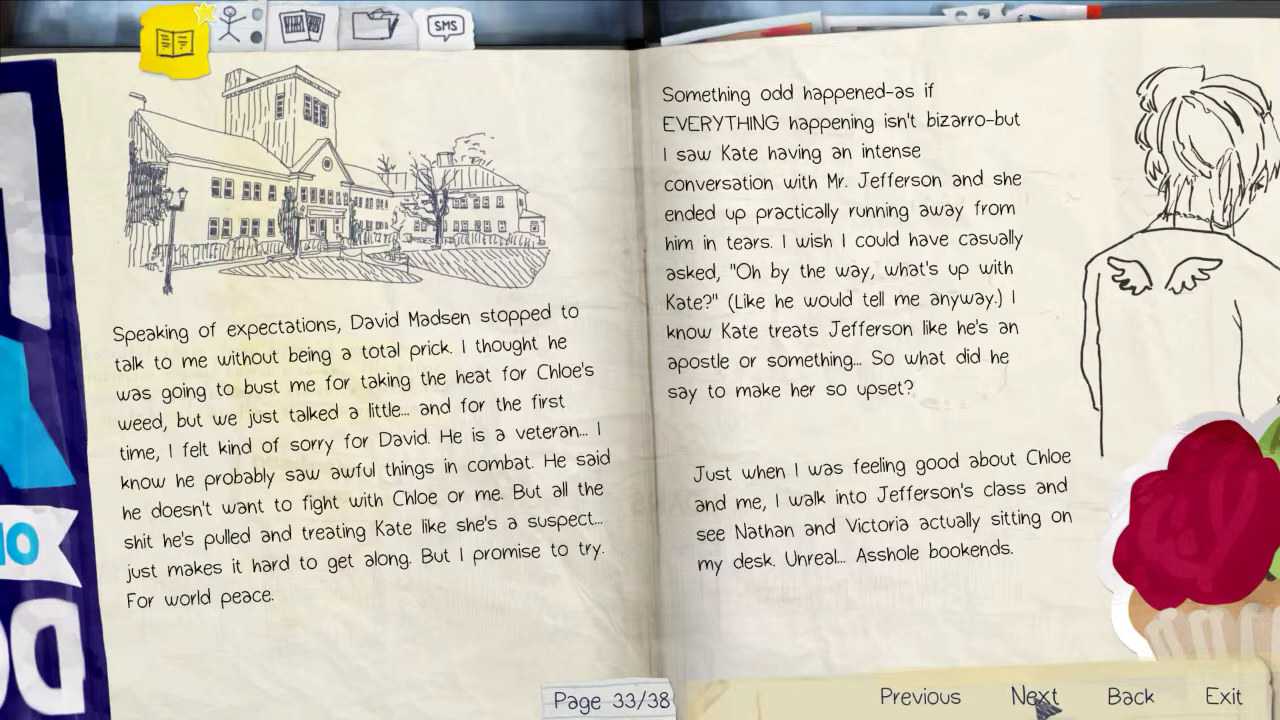 SMS
Speaking of expectations, David Madsen stopped to
talk to me without being a total prick. I thought he
was going to bust me for taking the heat for Chloe's
weed, but we just talked a little... and for the first
time, I felt kind of sorry for David. He is a veteran... I
know he probably saw awful things in combat. He said
he doesn't want to fight with Chloe or me. But all the
shit he's pulled and treating Kate like she's a suspect...
just makes it hard to get along. But I promise to try.
For world peace.
Something odd happened-as if
EVERYTHING happening isn't bizarro-but
I saw Kate having an intense
conversation with Mr. Jefferson and she
ended up practically running away from
him in tears. I wish I could have casually
asked, "Oh by the way, what's up with
Kate?" (Like he would tell me anyway.) I
know Kate treats Jefferson like he's an
apostle or something... So what did he
say to make her so upset?
Just when I was feeling good about Chloe
and me, I walk into Jefferson's class and
see Nathan and Victoria actually sitting on
my desk. Unreal... Asshole bookends.
Page 33/38
Previous Next Back Exit